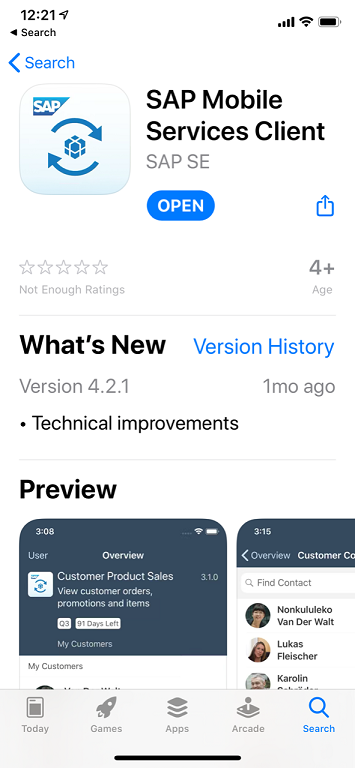 12:21
Search
Search
SAP
SAP Mobile
Services Client
SAP SE
OPEN
Not Enough Ratings
4+
Age
What's New
Version History
Version 4.2.1
1mo ago
• Technical improvements
Preview
3:08
User
Overview
SAP
Customer Product Sales
3.1.0
View customer orders,
promotions and items
Q3
91 Days Left
My Customers
My Customers
3:15
Overview
Customer Co
Find Contact
Nonkululeko
Van Der Walt
Lukas
Fleischer
Karolin
Today
Games
Apps
Arcade
Search